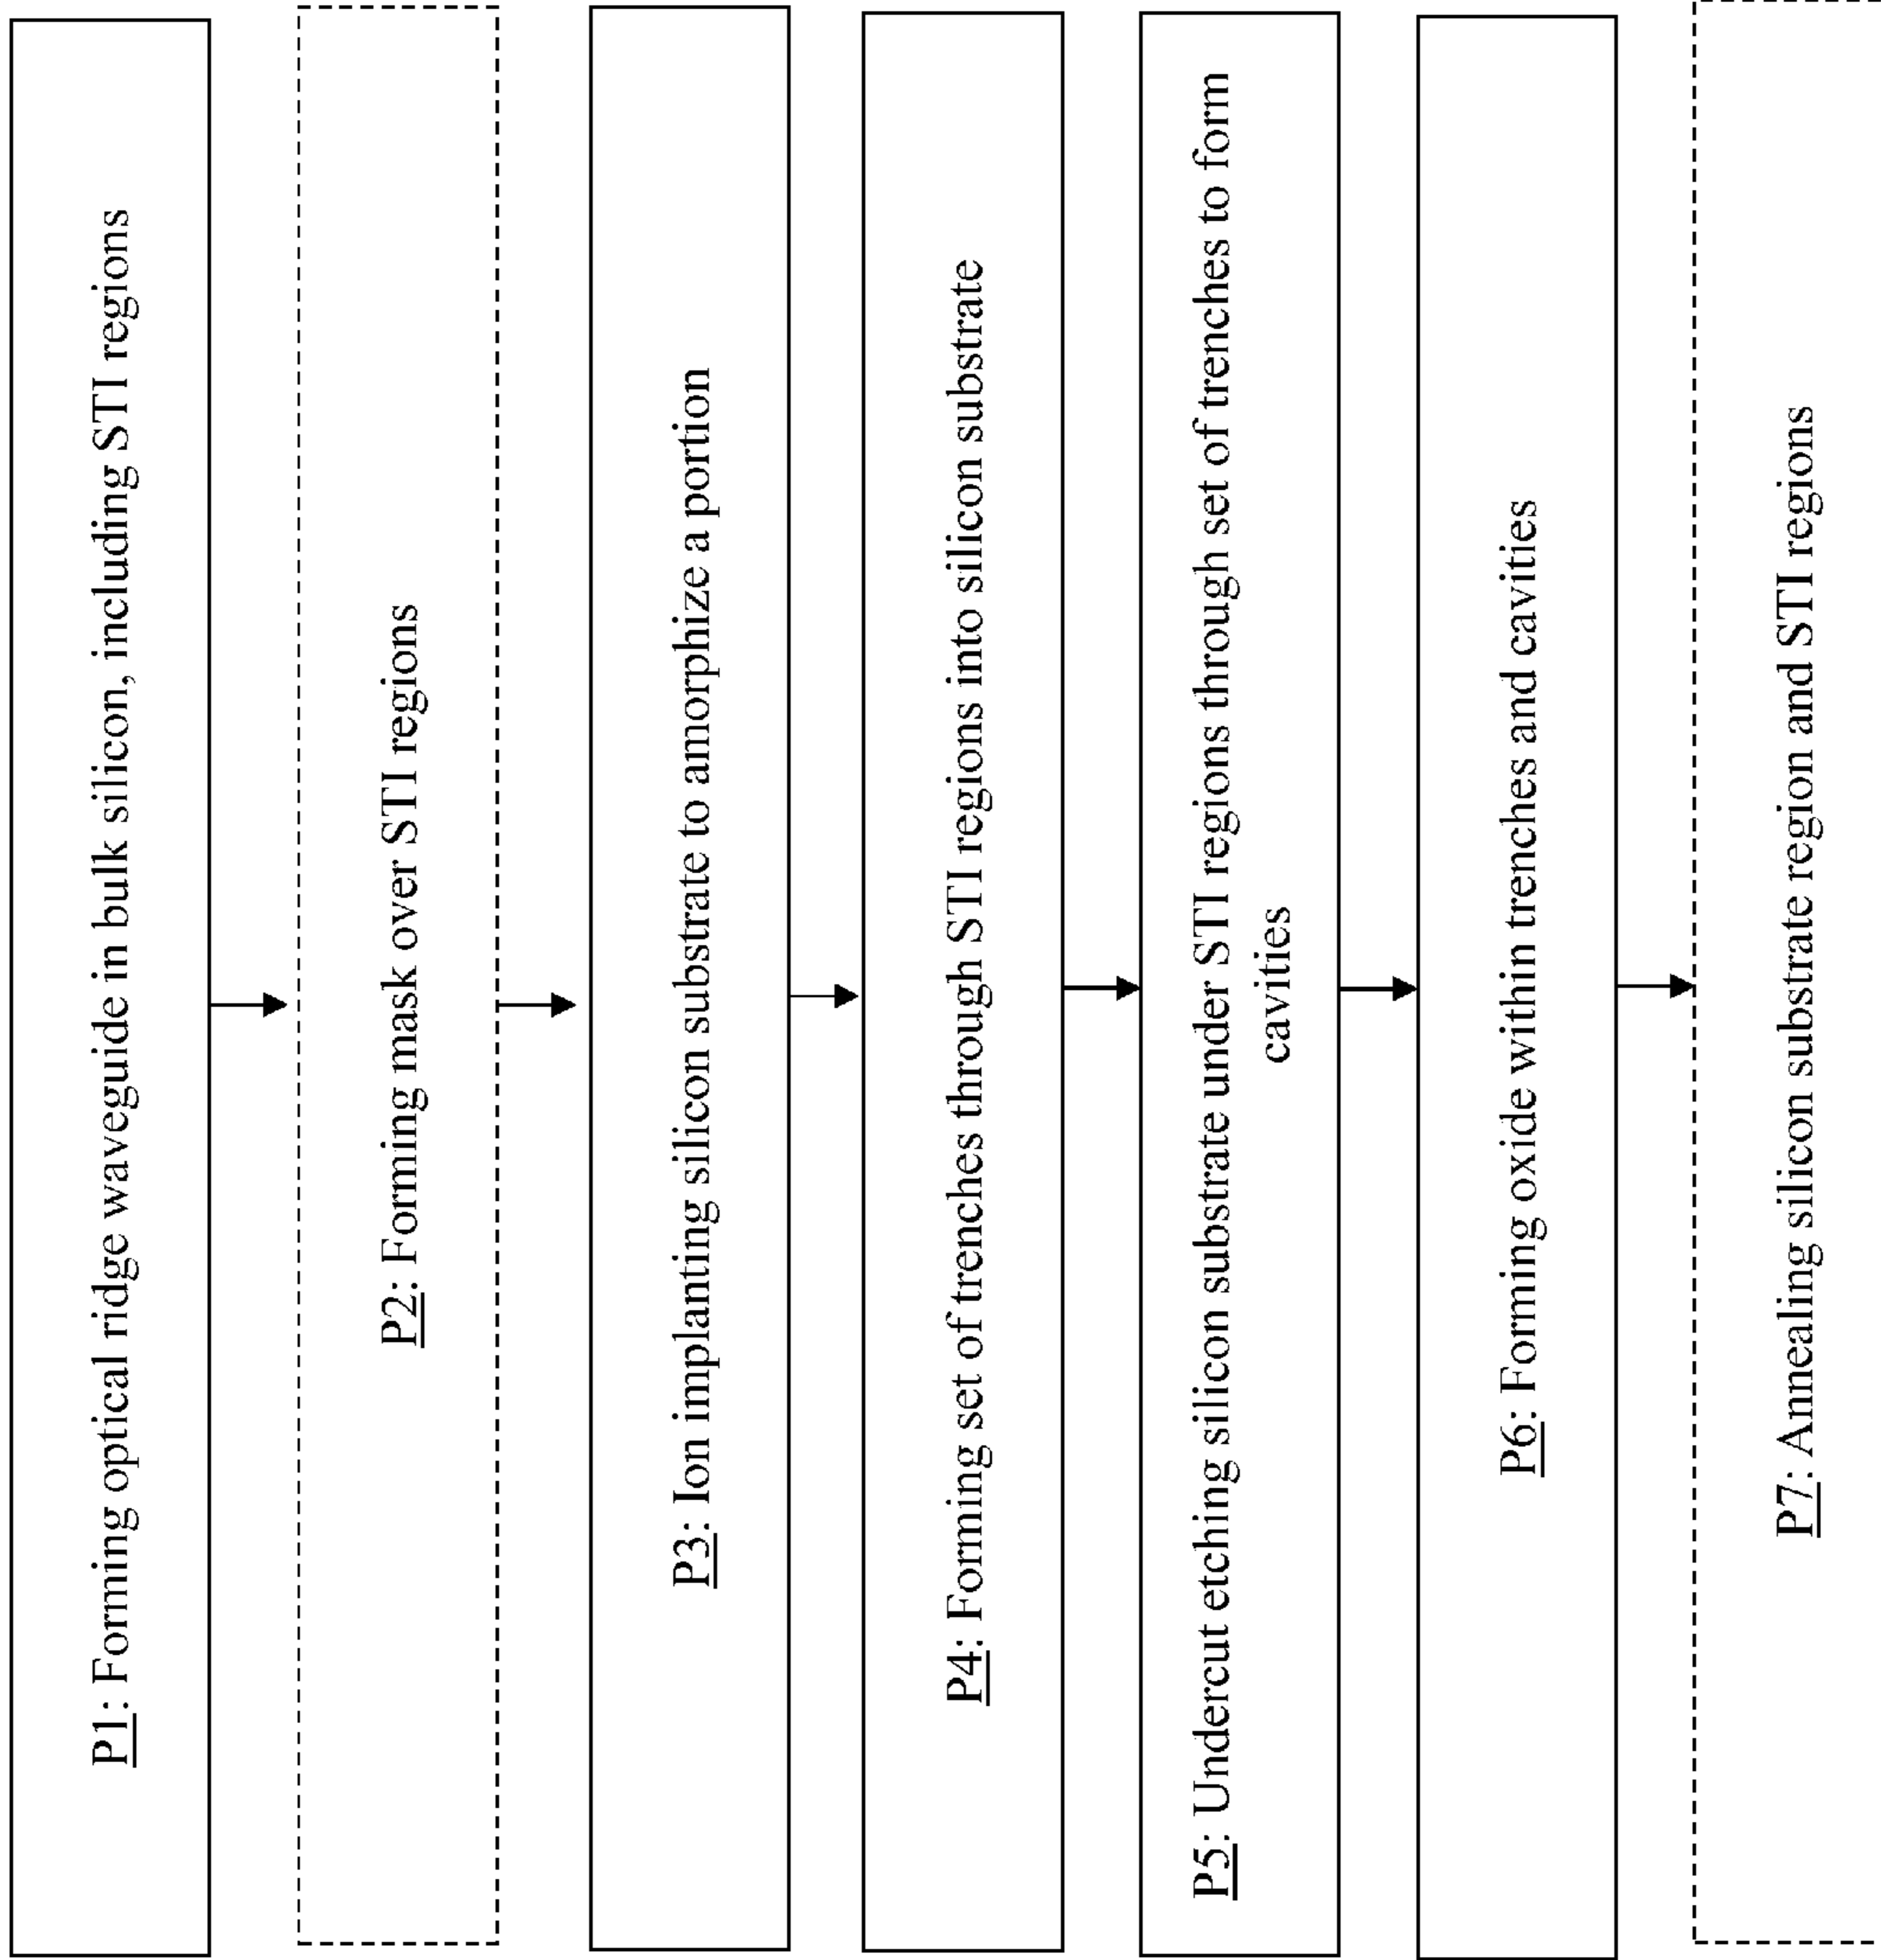 P1: Forming optical ridge waveguide in bulk silicon, including STI regions
P2: Forming mask over STI regions
P3: Ion implanting silicon substrate to amorphize a portion
P4: Forming set of trenches through STI regions into silicon substrate
P5: Undercut etching silicon substrate under STI regions through set of trenches to form
cavities
P6: Forming oxide within trenches and cavities
P7: Annealing silicon substrate region and STI regions